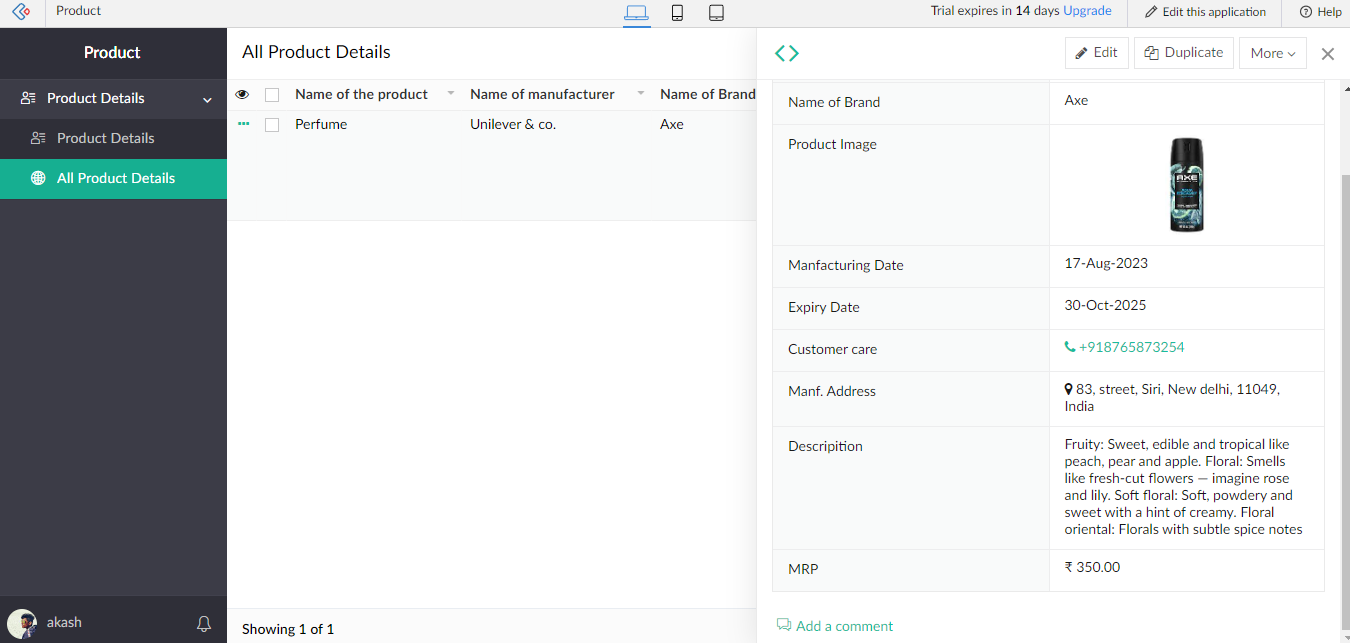 Product
Trial expires in 14 days Upgrade
Edit this application
Help
Product
Product Details
Product Details
All Product Details
akash
All Product Details
Name of the product
Name of manufacturer
Name of Brand
Perfume
Unilever & co.
Axe
Showing 1 of 1
Edit
Duplicate
More
Name of Brand
Axe
Product Image
AXE
Manfacturing Date
17-Aug-2023
Expiry Date
30-Oct-2025
Customer care
+918765873254
Manf. Address
83, street, Siri, New delhi, 11049,
India
Descripition
Fruity: Sweet, edible and tropical like
peach, pear and apple. Floral: Smells
like fresh-cut flowers — imagine rose
and lily. Soft floral: Soft, powdery and
sweet with a hint of creamy. Floral
oriental: Florals with subtle spice notes
MRP
₹ 350.00
Add a comment